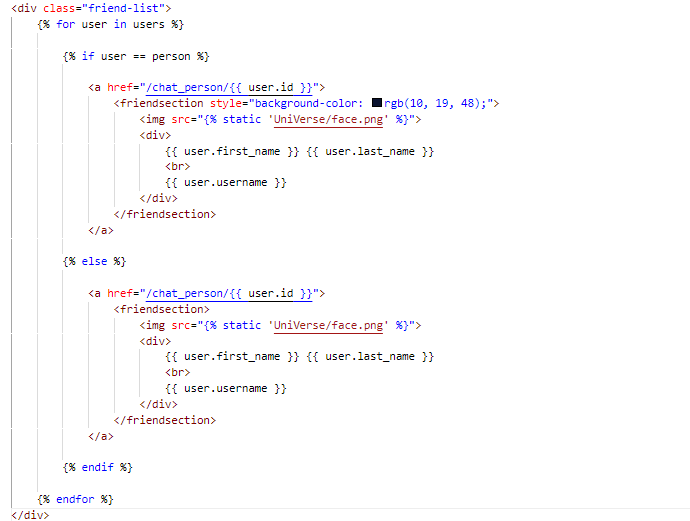 <div class="friend-list">
{% for user in users %}
{% if user == person %}
<a href="/chat_person/{{ user.id }}">
<friendsection style="background-color: rgb(10, 19, 48);">
<img src="{% static 'UniVerse/face.png' %}">
<div>
{{ user.first_name }} {{ user.last_name }}
<br>
{{ user.username }}
</div>
</friendsection>
</a>
{% else %}
<a href="/chat_person/{{ user.id }}">
<friendsection>
<img src="{% static 'UniVerse/face.png' %}">
<div>
{{ user.first_name }} {{ user.last_name }}
<br>
{{ user.username }}
</div>
</friendsection>
</a>
{% endif %}
{% endfor %}
</div>